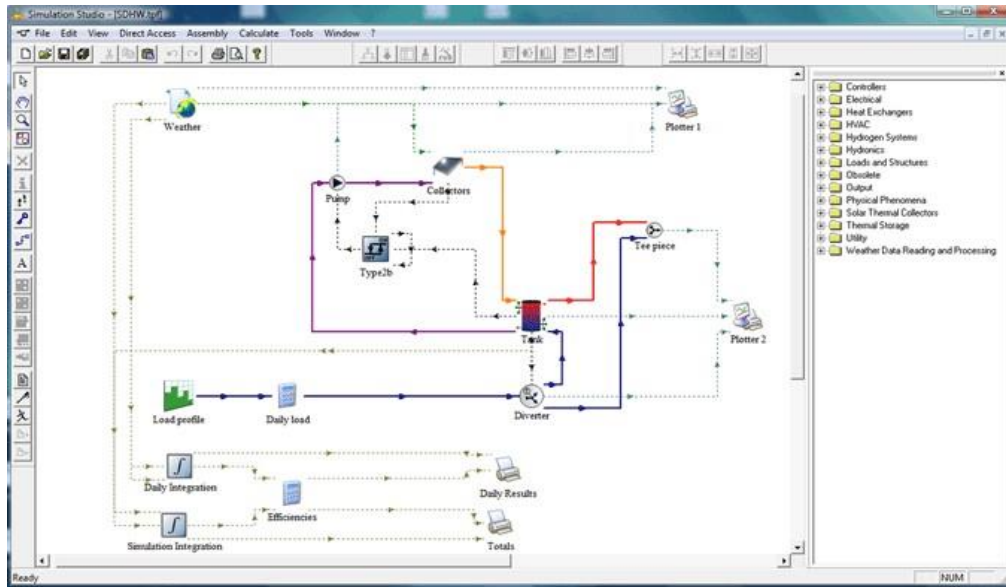 Simulation Studio - [SDHW.tpf]
File Edit View Direct Access Assembly Calculate Tools Window ?
Weather
Plotter 1
Pump
Collectors
Type2b
Tee piece
Tank
Plotter 2
Load profile
Daily load
Diverter
Daily Integration
Efficiencies
Daily Results
Simulation Integration
Totals
Controllers
Electrical
Heat Exchangers
HVAC
Hydrogen Systems
Hydronics
Loads and Structures
Obsolete
Output
Physical Phenomena
Solar Thermal Collectors
Thermal Storage
Utility
Weather Data Reading and Processing
Ready
NUM